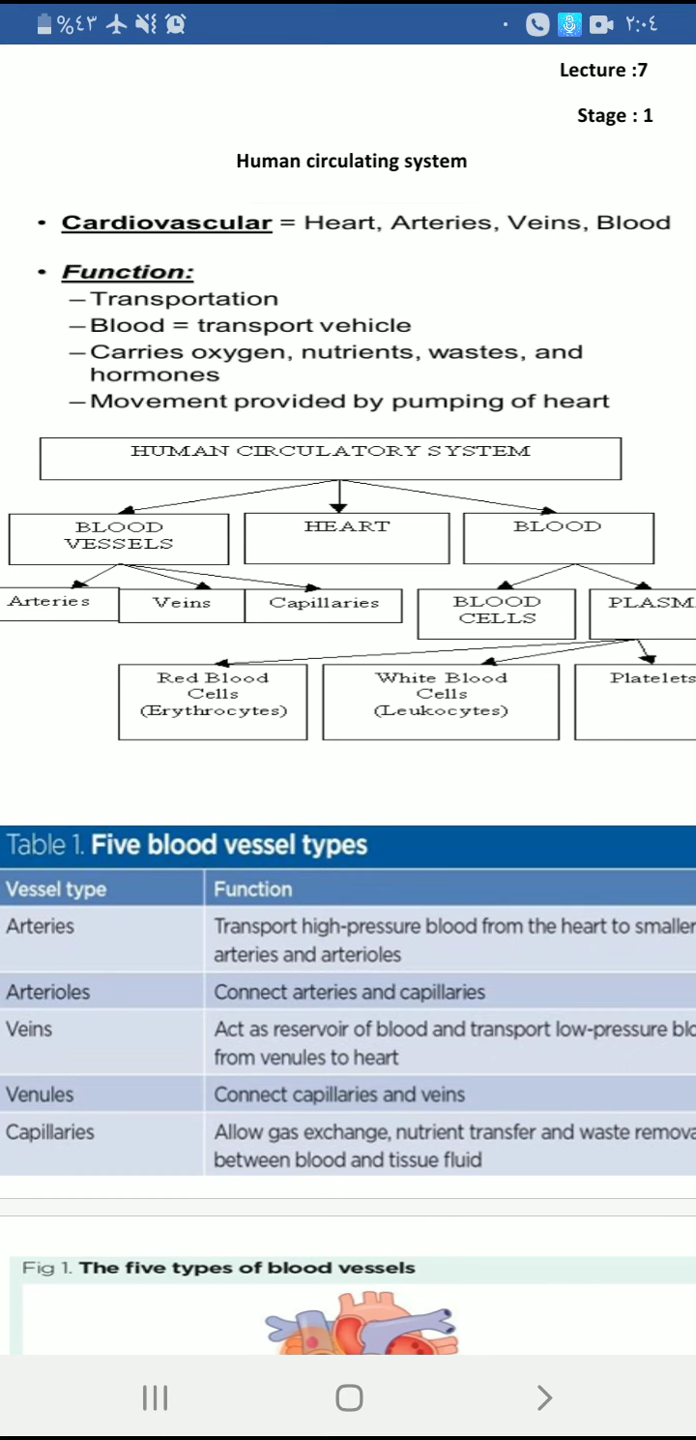 %٤٣
٢:٠٤
Lecture :7
Stage : 1
Human circulating system
• Cardiovascular = Heart, Arteries, Veins, Blood
• Function:
– Transportation
– Blood = transport vehicle
– Carries oxygen, nutrients, wastes, and
hormones
– Movement provided by pumping of heart
HUMAN CIRCULATORY SYSTEM
BLOOD
VESSELS
HEART
BLOOD
Arteries
Veins
Capillaries
BLOOD
CELLS
PLASM
Red Blood
Cells
(Erythrocytes)
White Blood
Cells
(Leukocytes)
Platelets
Table 1. Five blood vessel types
Vessel type Function
Arteries Transport high-pressure blood from the heart to smaller
arteries and arterioles
Arterioles Connect arteries and capillaries
Veins Act as reservoir of blood and transport low-pressure blo
from venules to heart
Venules Connect capillaries and veins
Capillaries Allow gas exchange, nutrient transfer and waste remova
between blood and tissue fluid
Fig 1. The five types of blood vessels